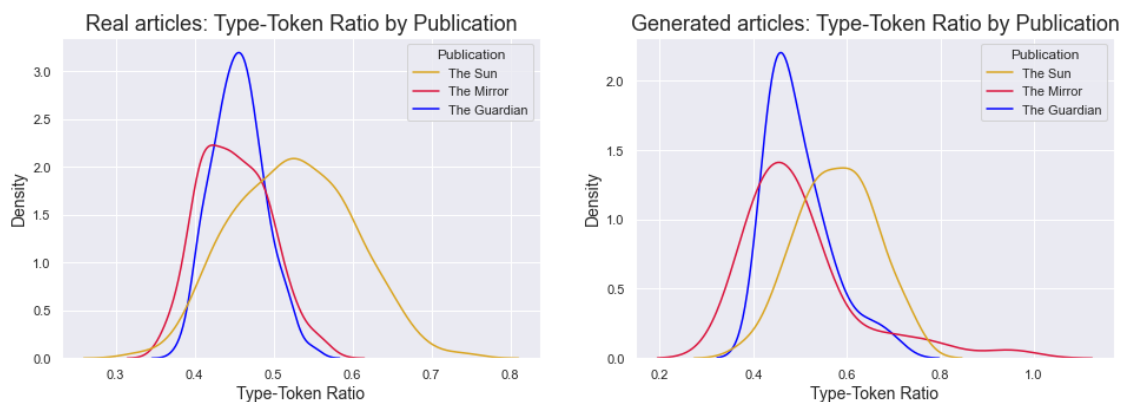 Real articles: Type-Token Ratio by Publication
Publication
The Sun
The Mirror
The Guardian
3.0
2.5
2.0
1.5
1.0
0.5
0.0
Density
0.3 0.4 0.5 0.6 0.7 0.8
Type-Token Ratio
Generated articles: Type-Token Ratio by Publication
Publication
The Sun
The Mirror
The Guardian
2.0
1.5
1.0
0.5
0.0
Density
0.2 0.4 0.6 0.8 1.0
Type-Token Ratio